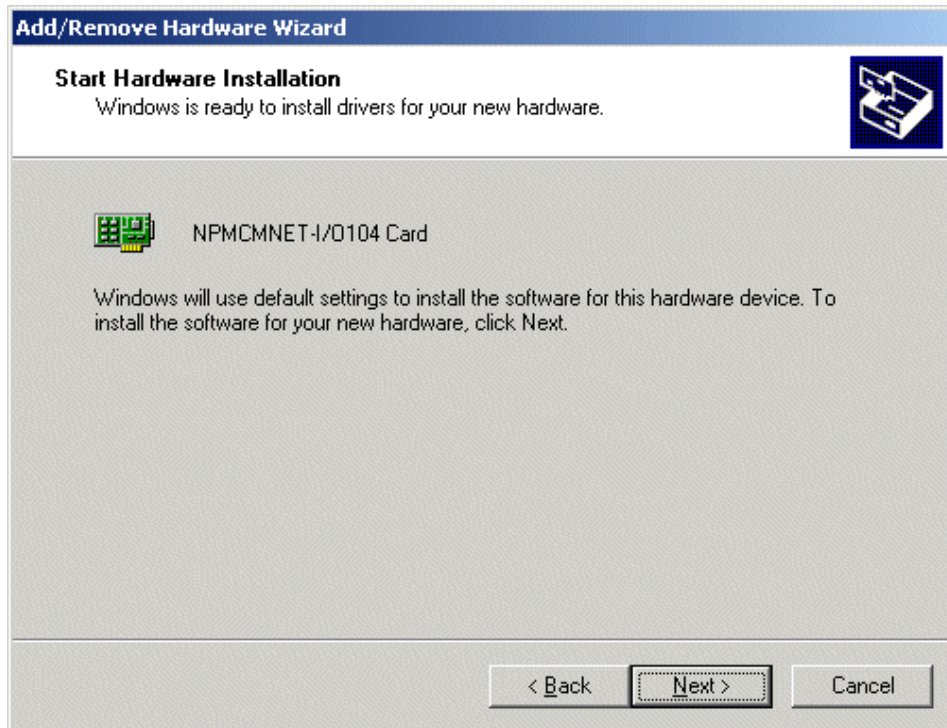 Add/Remove Hardware Wizard
Start Hardware Installation
Windows is ready to install drivers for your new hardware.
NPMCMNET-I/O104 Card
Windows will use default settings to install the software for this hardware device. To
install the software for your new hardware, click Next.
< Back
Next >
Cancel